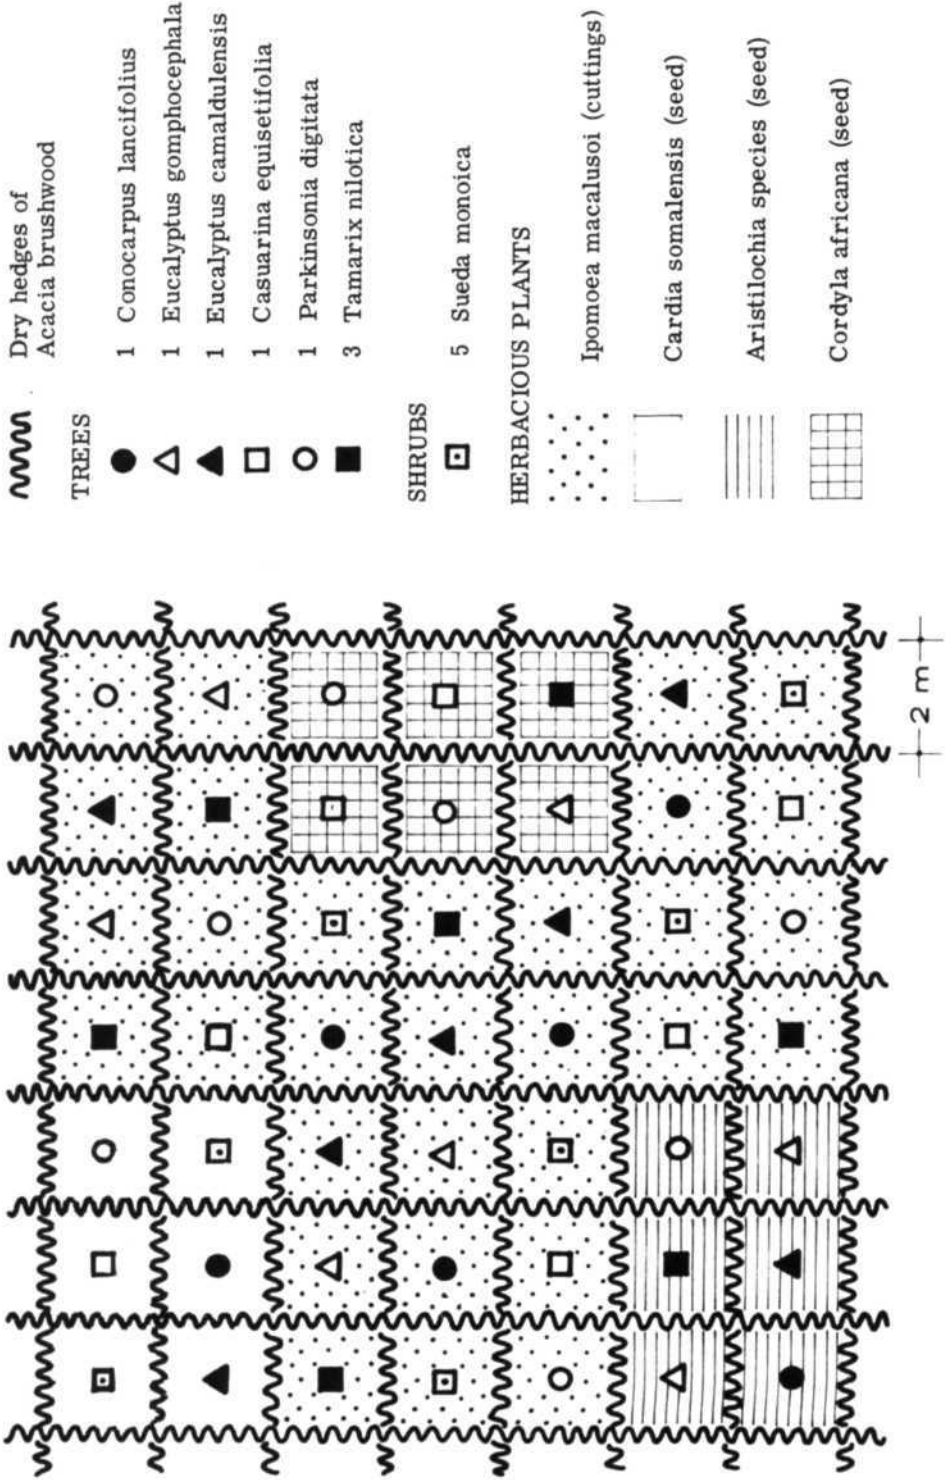 Dry hedges of
Acacia brushwood
TREES
1 Conocarpus lancifolius
1 Eucalyptus gomphocephala
1 Eucalyptus camaldulensis
1 Casuarina equisetifolia
1 Parkinsonia digitata
3 Tamarix nilotica
SHRUBS
5 Sueda monoica
HERBACIOUS PLANTS
Ipomoea macalusoi (cuttings)
Cardia somalensis (seed)
Aristilochia species (seed)
Cordyla africana (seed)
2 m